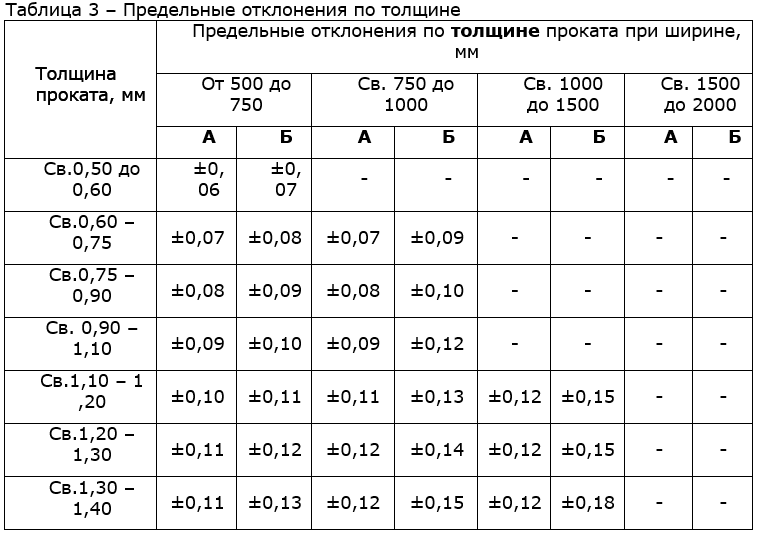 Таблица 3 – Предельные отклонения по толщине
Толщина проката, мм
Предельные отклонения по толщине проката при ширине, мм
От 500 до 750 Св. 750 до 1000 Св. 1000 до 1500 Св. 1500 до 2000
А Б А Б А Б А Б
Св.0,50 до 0,60 ±0,06 ±0,07 - - - - - -
Св.0,60 – 0,75 ±0,07 ±0,08 ±0,07 ±0,09 - - - -
Св.0,75 – 0,90 ±0,08 ±0,09 ±0,08 ±0,10 - - - -
Св. 0,90 – 1,10 ±0,09 ±0,10 ±0,09 ±0,12 - - - -
Св.1,10 – 1,20 ±0,10 ±0,11 ±0,11 ±0,13 ±0,12 ±0,15 - -
Св.1,20 – 1,30 ±0,11 ±0,12 ±0,12 ±0,14 ±0,12 ±0,15 - -
Св.1,30 – 1,40 ±0,11 ±0,13 ±0,12 ±0,15 ±0,12 ±0,18 - -